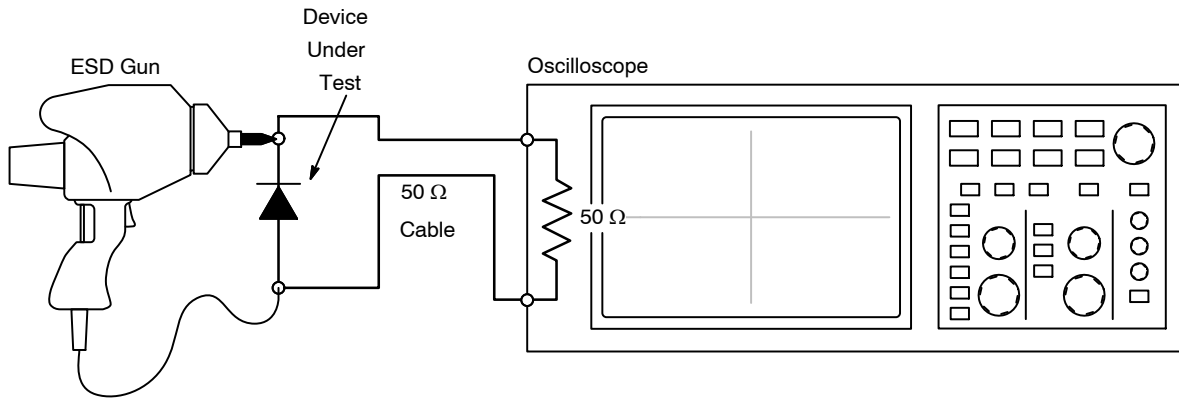 Device
Under
Test
ESD Gun
Oscilloscope
50 Ω
Cable
50 Ω